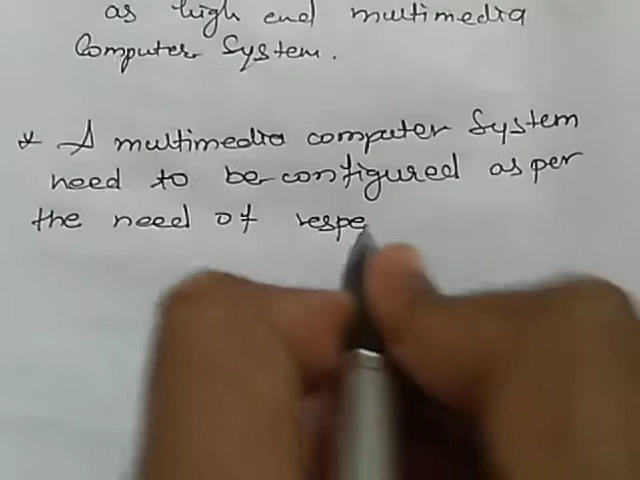 as high end multimedia
Computer System.
* A multimedia computer System
need to be configured as per
the need of respe